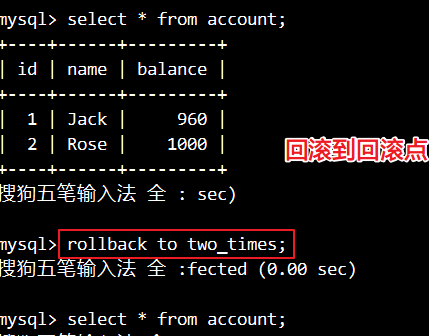 mysql> select * from account;
+----+------+---------+
| id | name | balance |
+----+------+---------+
| 1 | Jack | 960 |
| 2 | Rose | 1000 |
+----+------+---------+
回滚到回滚点
搜狗五笔输入法 全 : sec)
mysql> rollback to two_times;
搜狗五笔输入法 全 :fected (0.00 sec)
mysql> select * from account;